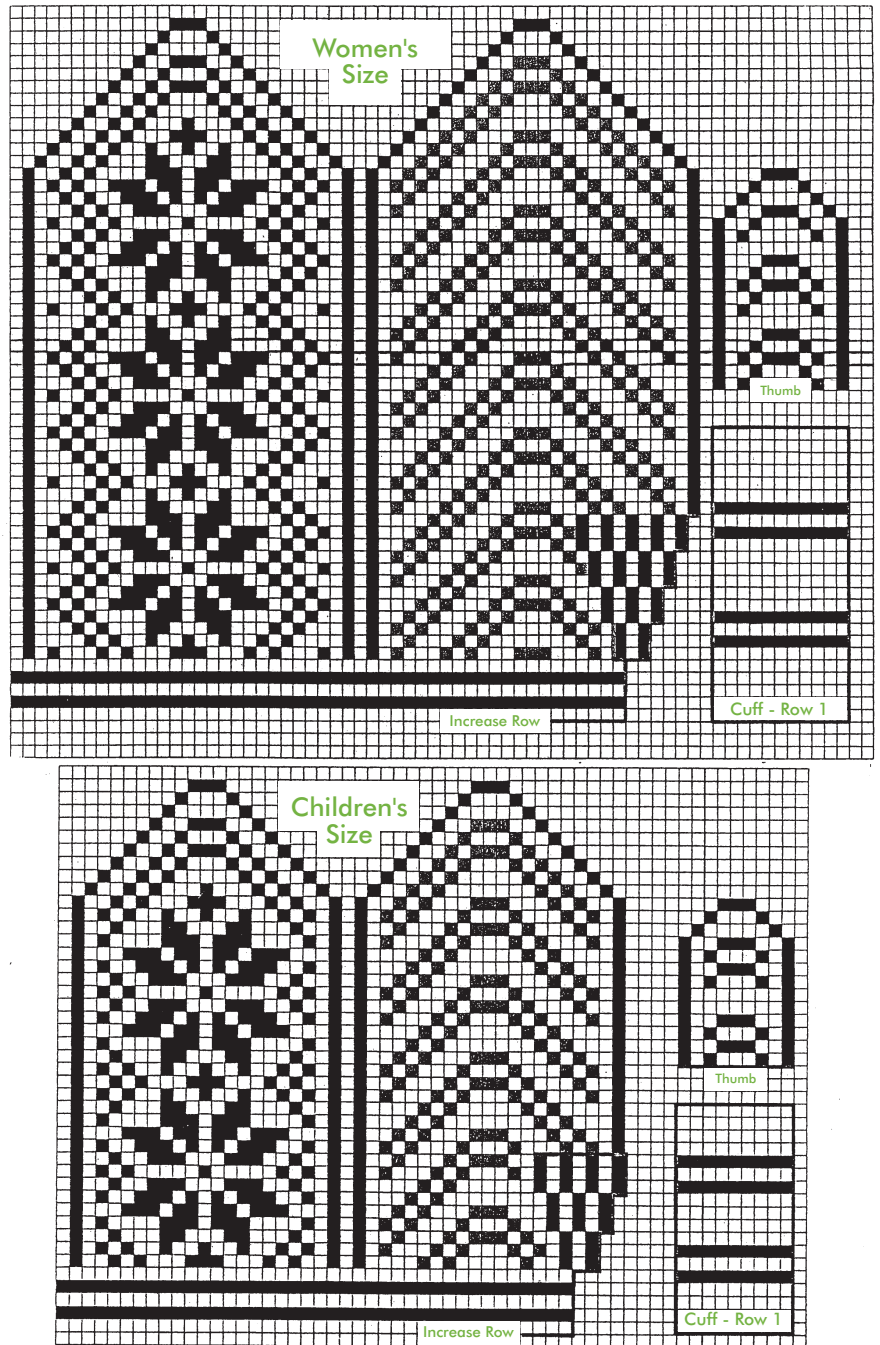 Women's
Size
Thumb
Cuff - Row 1
Increase Row
Children's
Size
Thumb
Cuff - Row 1
Increase Row